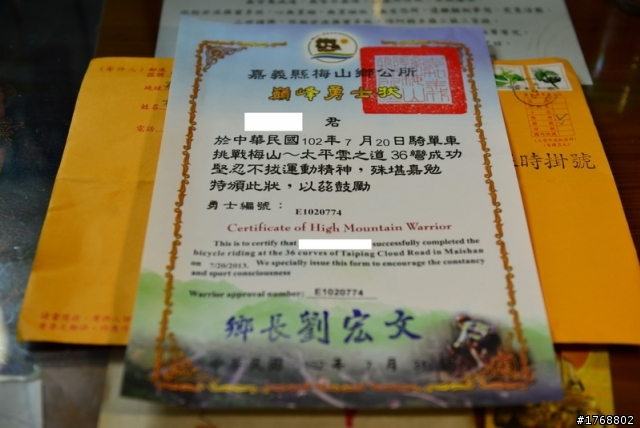 嘉義縣梅山鄉公所
巔峰勇士狀
君
於中華民國102年7月20日騎單車
挑戰梅山～太平雲之道36彎成功
堅忍不拔運動精神，殊堪嘉勉
特頒此狀，以茲鼓勵
勇士編號： E1020774
Certificate of High Mountain Warrior
This is to certify that successfully completed the
bicycle riding at the 36 curves of Taiping Cloud Road in Maishan
on 7/20/2013. We specially issue this form to encourage the constancy
and sport consciousness
Warrior approval number: E1020774
鄉長劉宏文
時掛號
#1768802